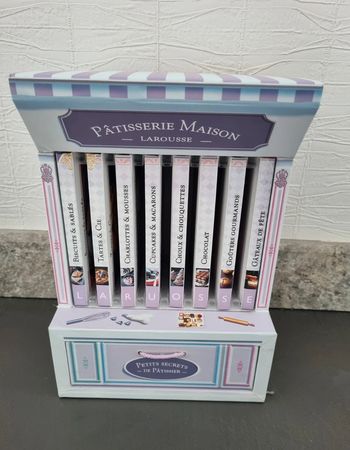 PÂTISSERIE MAISON
LAROUSSE
BISCUITS & SABLÉS
TARTES & CIE
CHARLOTTES & MOUSSES
CUPCAKES & MACARONS
CHOUX & CHOUQUETTES
CHOCOLAT
GOÛTERS GOURMANDS
GÂTEAUX DE FÊTE
L A R U O S S E
PETITS SECRETS
DE PÂTISSIER